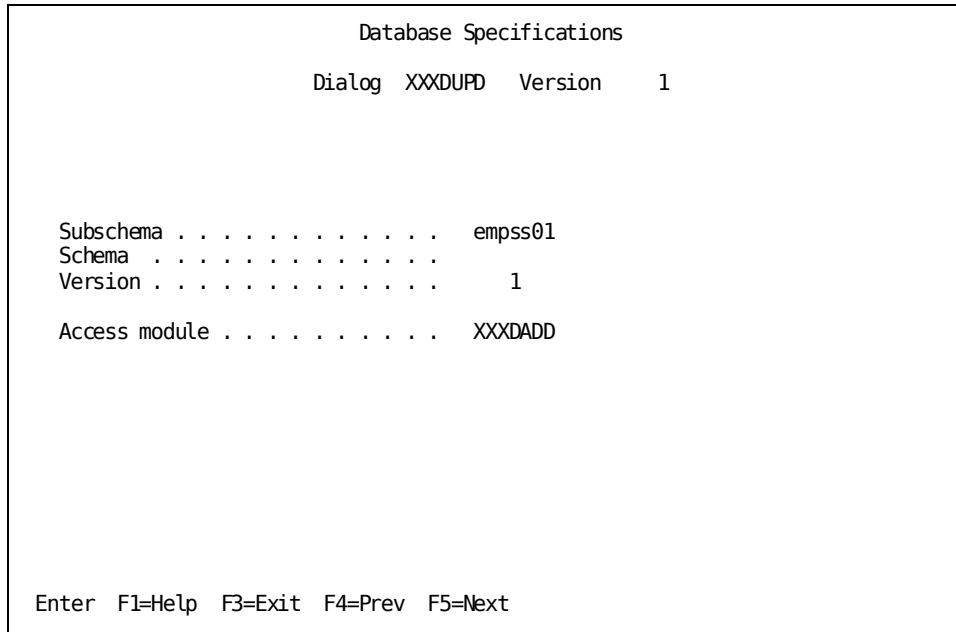 Database Specifications
Dialog XXXDUPD Version 1
Subschema . . . . . . . . . . . . empss01
Schema . . . . . . . . . . . . .
Version . . . . . . . . . . . . . 1
Access module . . . . . . . . . . XXXDADD
Enter F1=Help F3=Exit F4=Prev F5=Next